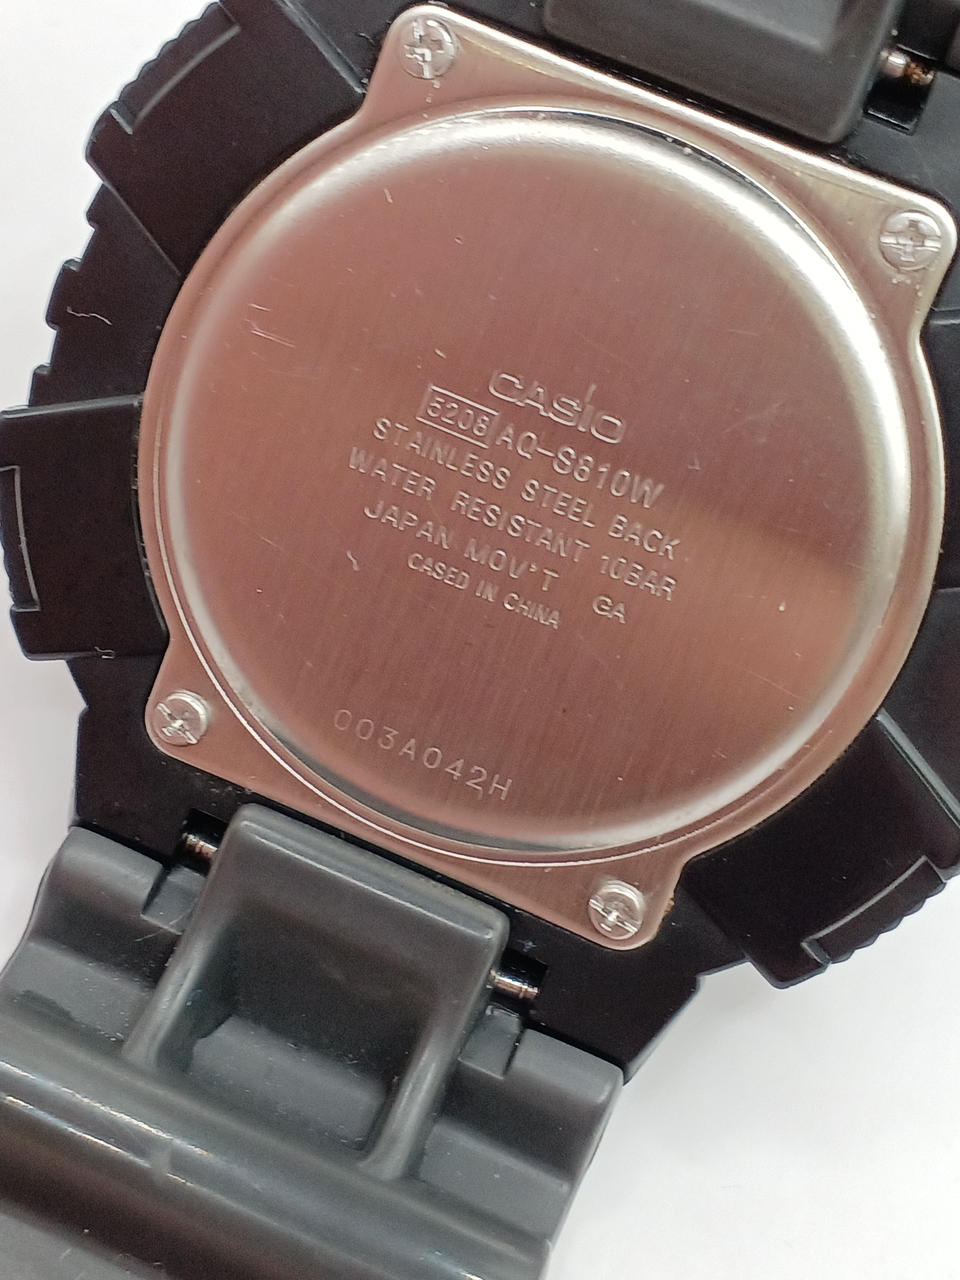 CASIO
5208 AQ-S810W
STAINLESS STEEL BACK
WATER RESISTANT 10BAR
JAPAN MOV'T GA
CASED IN CHINA
003A042H